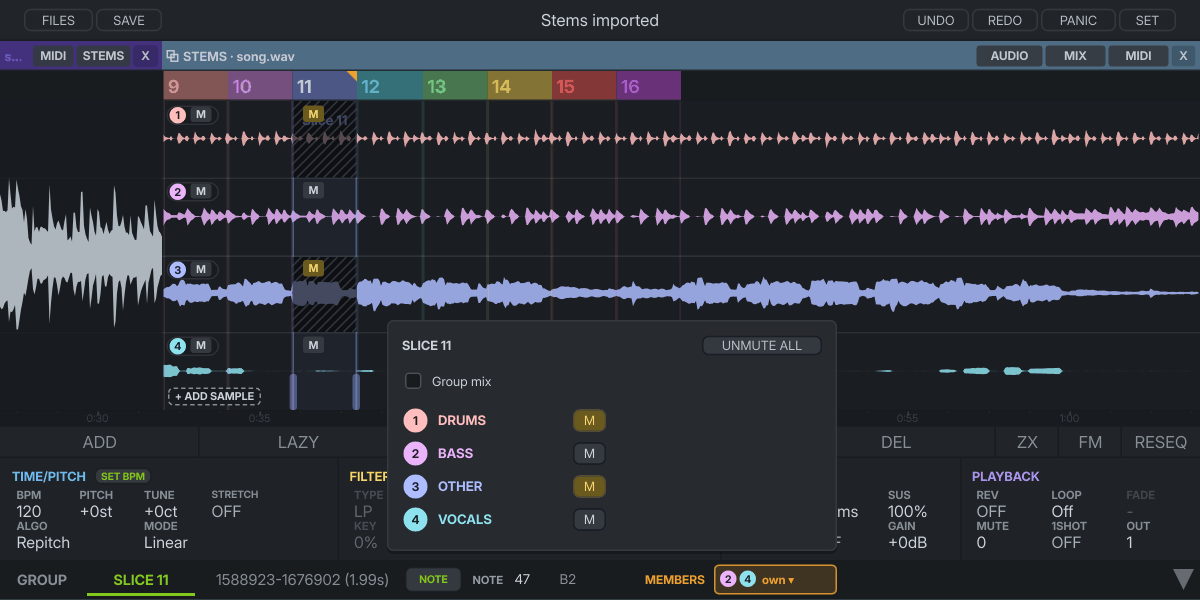 FILES SAVE Stems imported UNDO REDO PANIC SET
s... MIDI STEMS X STEMS · song.wav AUDIO MIX MIDI X
9 10 11 12 13 14 15 16
1 M M
Slice 11
2 M M
3 M M
4 M M
+ ADD SAMPLE
0:30 0:35 0:55 1:00
SLICE 11 UNMUTE ALL
Group mix
1 DRUMS M
2 BASS M
3 OTHER M
4 VOCALS M
ADD LAZY DEL ZX FM RESEQ
TIME/PITCH SET BPM FILTER PLAYBACK
BPM PITCH TUNE STRETCH TYPE SUS REV LOOP FADE
120 +0st +0ct OFF LP ms 100% OFF Off -
ALGO MODE KEY GAIN MUTE 1SHOT OUT
Repitch Linear 0% +0dB 0 OFF 1
GROUP SLICE 11 1588923-1676902 (1.99s) NOTE NOTE 47 B2 MEMBERS 2 4 own ▾